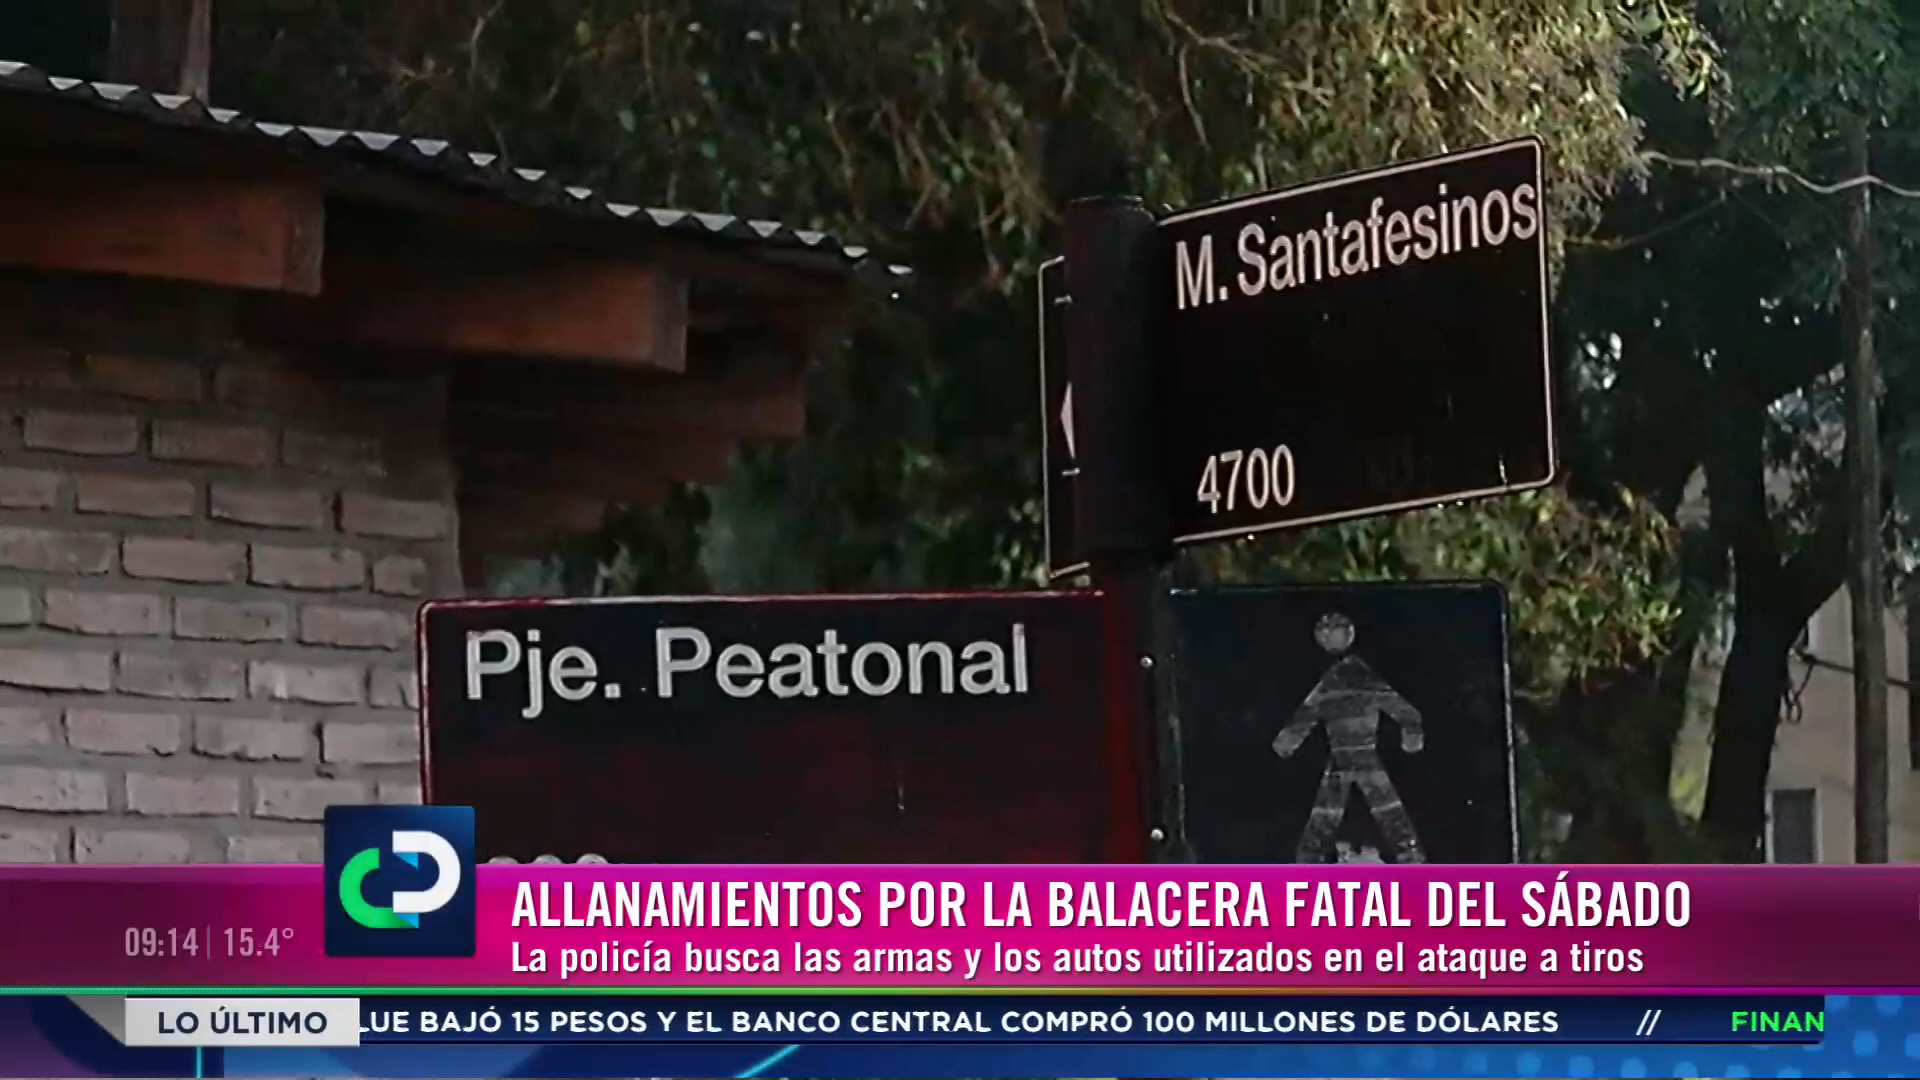 M. Santafesinos
4700
Pje. Peatonal
ALLANAMIENTOS POR LA BALACERA FATAL DEL SÁBADO
09:14 | 15.4°
La policía busca las armas y los autos utilizados en el ataque a tiros
LO ÚLTIMO
LUE BAJÓ 15 PESOS Y EL BANCO CENTRAL COMPRÓ 100 MILLONES DE DÓLARES // FINAN